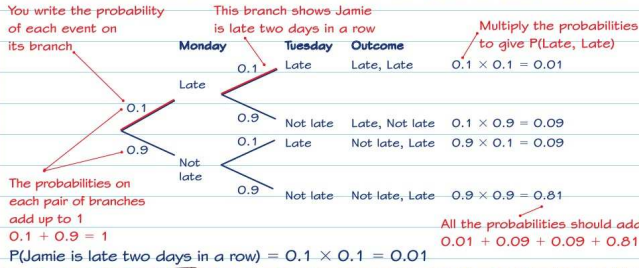 You write the probability
of each event on
its branch
This branch shows Jamie
is late two days in a row
Multiply the probabilities
to give P(Late, Late)
Monday Tuesday Outcome
0.1 Late Late, Late 0.1 × 0.1 = 0.01
Late
0.1
0.9 Not late Late, Not late 0.1 × 0.9 = 0.09
0.1 Late Not late, Late 0.9 × 0.1 = 0.09
0.9
Not
late
0.9 Not late Not late, Late 0.9 × 0.9 = 0.81
The probabilities on
each pair of branches
add up to 1
0.1 + 0.9 = 1
All the probabilities should add
0.01 + 0.09 + 0.09 + 0.81
P(Jamie is late two days in a row) = 0.1 × 0.1 = 0.01